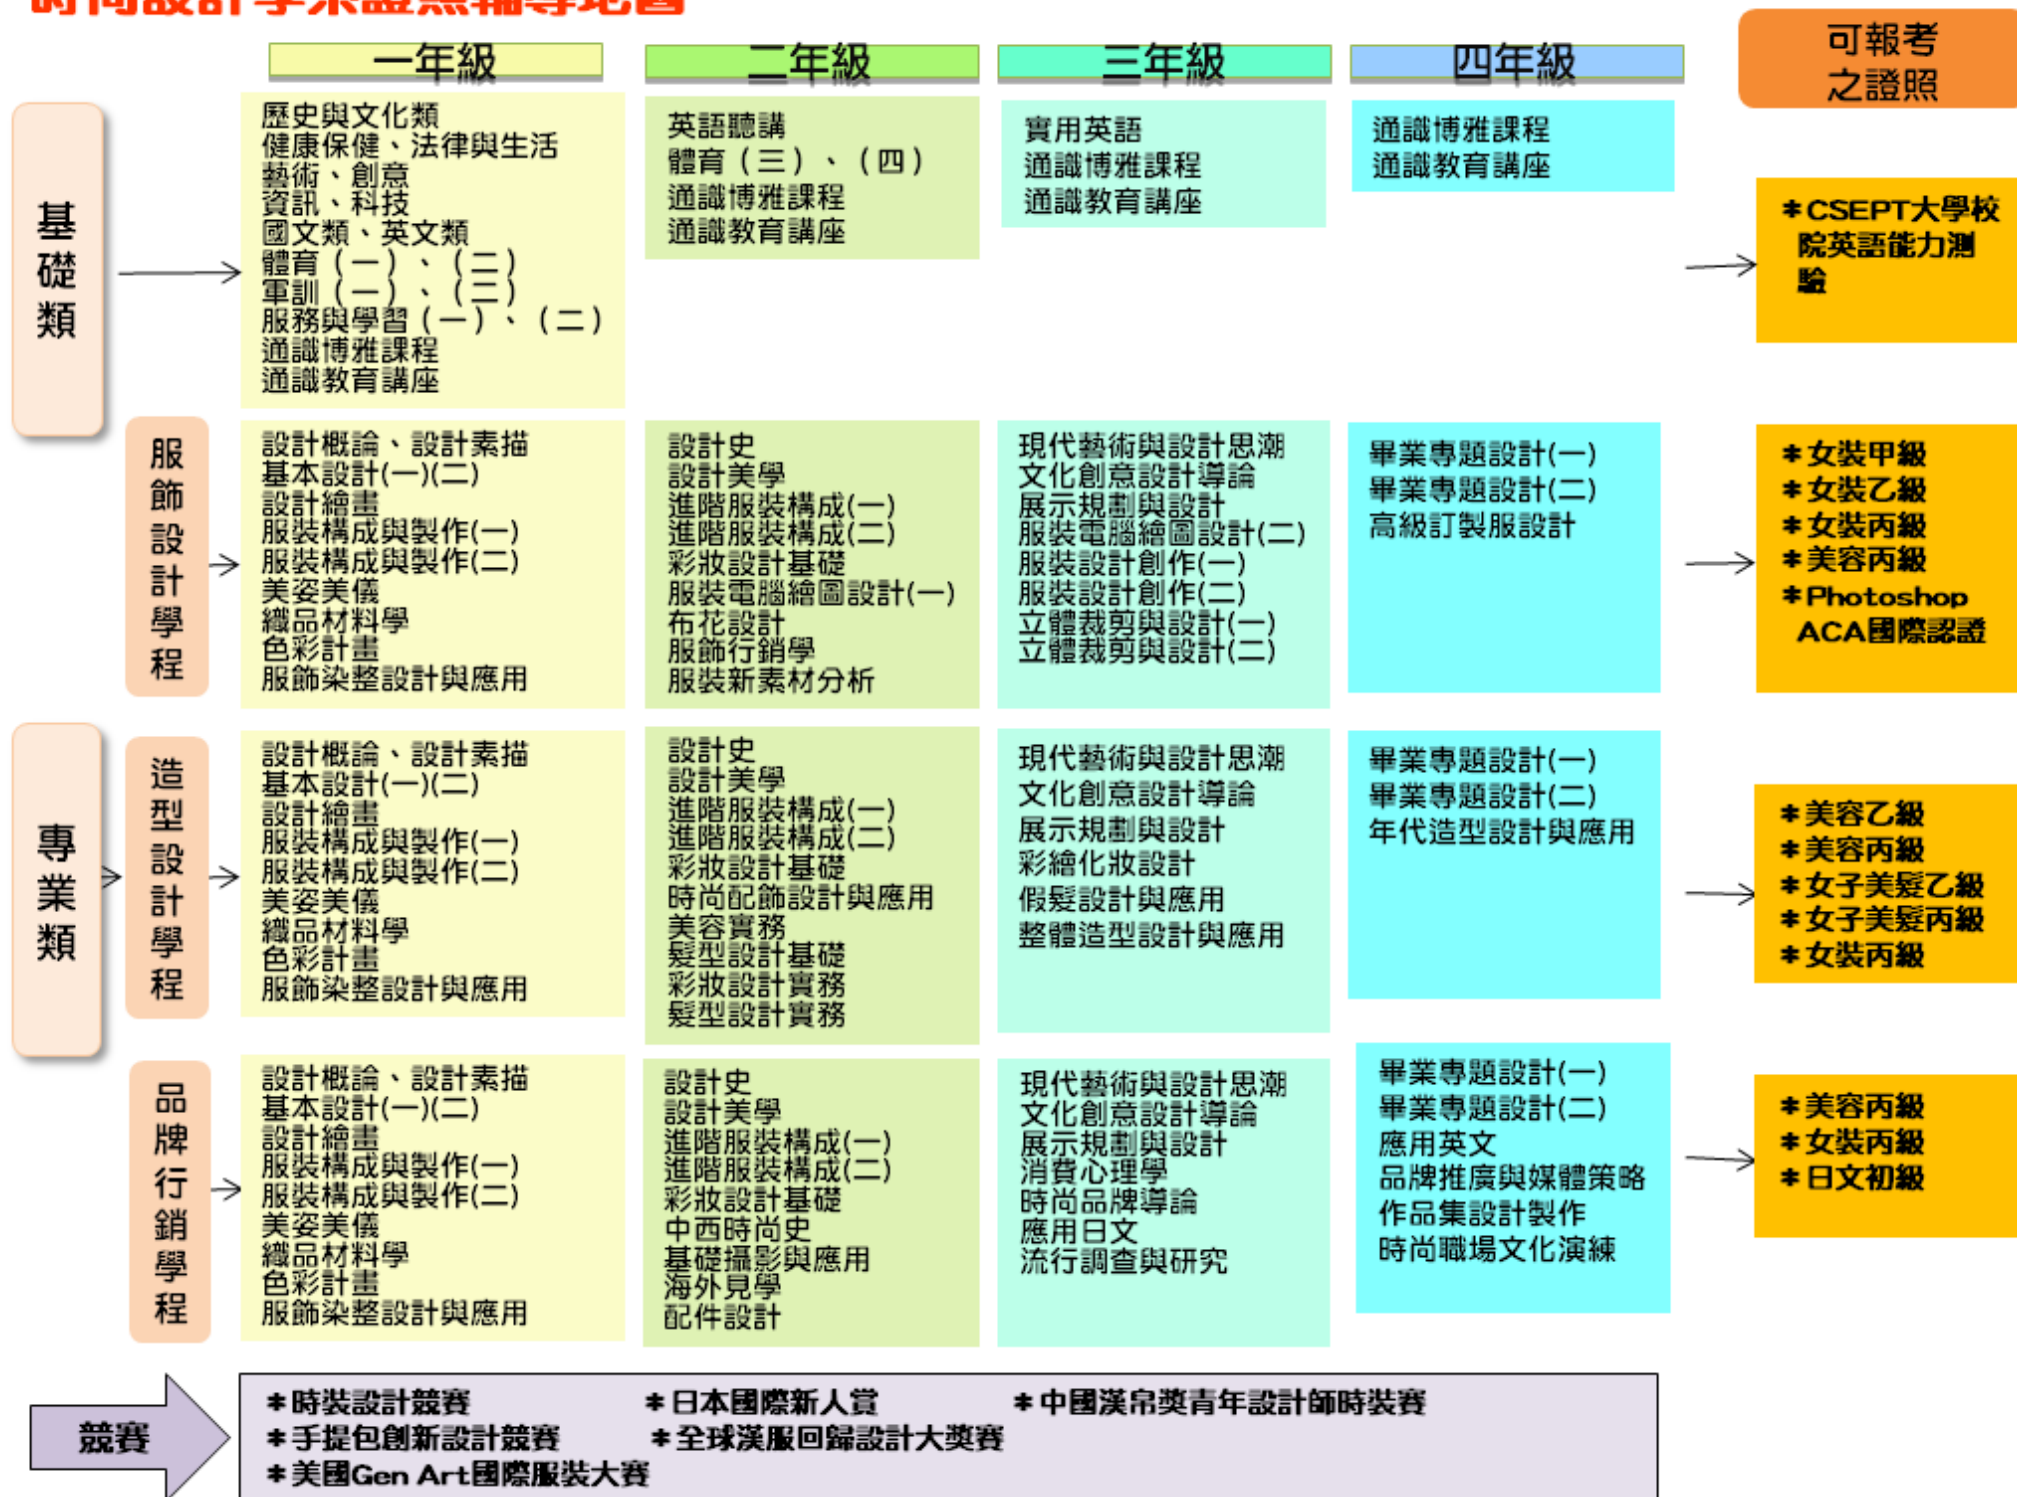 時尚設計學系證照輔導地圖
一年級
二年級
三年級
四年級
可報考
之證照
基礎類
歷史與文化類
健康保健、法律與生活
藝術、創意
資訊、科技
國文類、英文類
體育(一)、(二)
軍訓(一)、(二)
服務與學習(一)、(二)
通識博雅課程
通識教育講座
英語聽講
體育(三)、(四)
通識博雅課程
通識教育講座
實用英語
通識博雅課程
通識教育講座
通識博雅課程
通識教育講座
*CSEPT大學校
院英語能力測
驗
專業類
服飾設計學程
設計概論、設計素描
基本設計(一)(二)
設計繪畫
服裝構成與製作(一)
服裝構成與製作(二)
美姿美儀
織品材料學
色彩計畫
服飾染整設計與應用
設計史
設計美學
進階服裝構成(一)
進階服裝構成(二)
彩妝設計基礎
服裝電腦繪圖設計(一)
布花設計
服飾行銷學
服裝新素材分析
現代藝術與設計思潮
文化創意設計導論
展示規劃與設計
服裝電腦繪圖設計(二)
服裝設計創作(一)
服裝設計創作(二)
立體裁剪與設計(一)
立體裁剪與設計(二)
畢業專題設計(一)
畢業專題設計(二)
高級訂製服設計
*女裝甲級
*女裝乙級
*女裝丙級
*美容丙級
*Photoshop
ACA國際認證
造型設計學程
設計概論、設計素描
基本設計(一)(二)
設計繪畫
服裝構成與製作(一)
服裝構成與製作(二)
美姿美儀
織品材料學
色彩計畫
服飾染整設計與應用
設計史
設計美學
進階服裝構成(一)
進階服裝構成(二)
彩妝設計基礎
時尚配飾設計與應用
美容實務
髮型設計基礎
彩妝設計實務
髮型設計實務
現代藝術與設計思潮
文化創意設計導論
展示規劃與設計
彩繪化妝設計
假髮設計與應用
整體造型設計與應用
畢業專題設計(一)
畢業專題設計(二)
年代造型設計與應用
*美容乙級
*美容丙級
*女子美髮乙級
*女子美髮丙級
*女裝丙級
品牌行銷學程
設計概論、設計素描
基本設計(一)(二)
設計繪畫
服裝構成與製作(一)
服裝構成與製作(二)
美姿美儀
織品材料學
色彩計畫
服飾染整設計與應用
設計史
設計美學
進階服裝構成(一)
進階服裝構成(二)
彩妝設計基礎
中西時尚史
基礎攝影與應用
海外見學
配件設計
現代藝術與設計思潮
文化創意設計導論
展示規劃與設計
消費心理學
時尚品牌導論
應用日文
流行調查與研究
畢業專題設計(一)
畢業專題設計(二)
應用英文
品牌推廣與媒體策略
作品集設計製作
時尚職場文化演練
*美容丙級
*女裝丙級
*日文初級
競賽
*時裝設計競賽 *日本國際新人賞 *中國漢帛獎青年設計師時裝賽
*手提包創新設計競賽 *全球漢服回歸設計大獎賽
*美國Gen Art國際服裝大賽